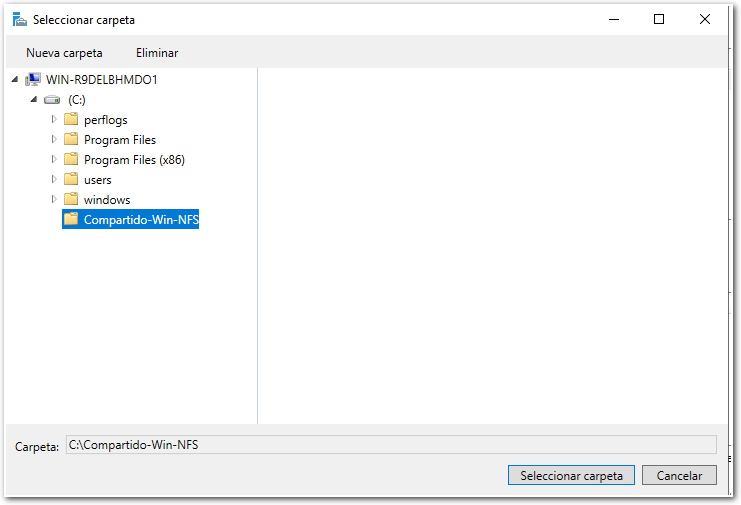 Seleccionar carpeta
Nueva carpeta Eliminar
WIN-R9DELBHMDO1
(C:)
perflogs
Program Files
Program Files (x86)
users
windows
Compartido-Win-NFS
Carpeta: C:\Compartido-Win-NFS
Seleccionar carpeta Cancelar